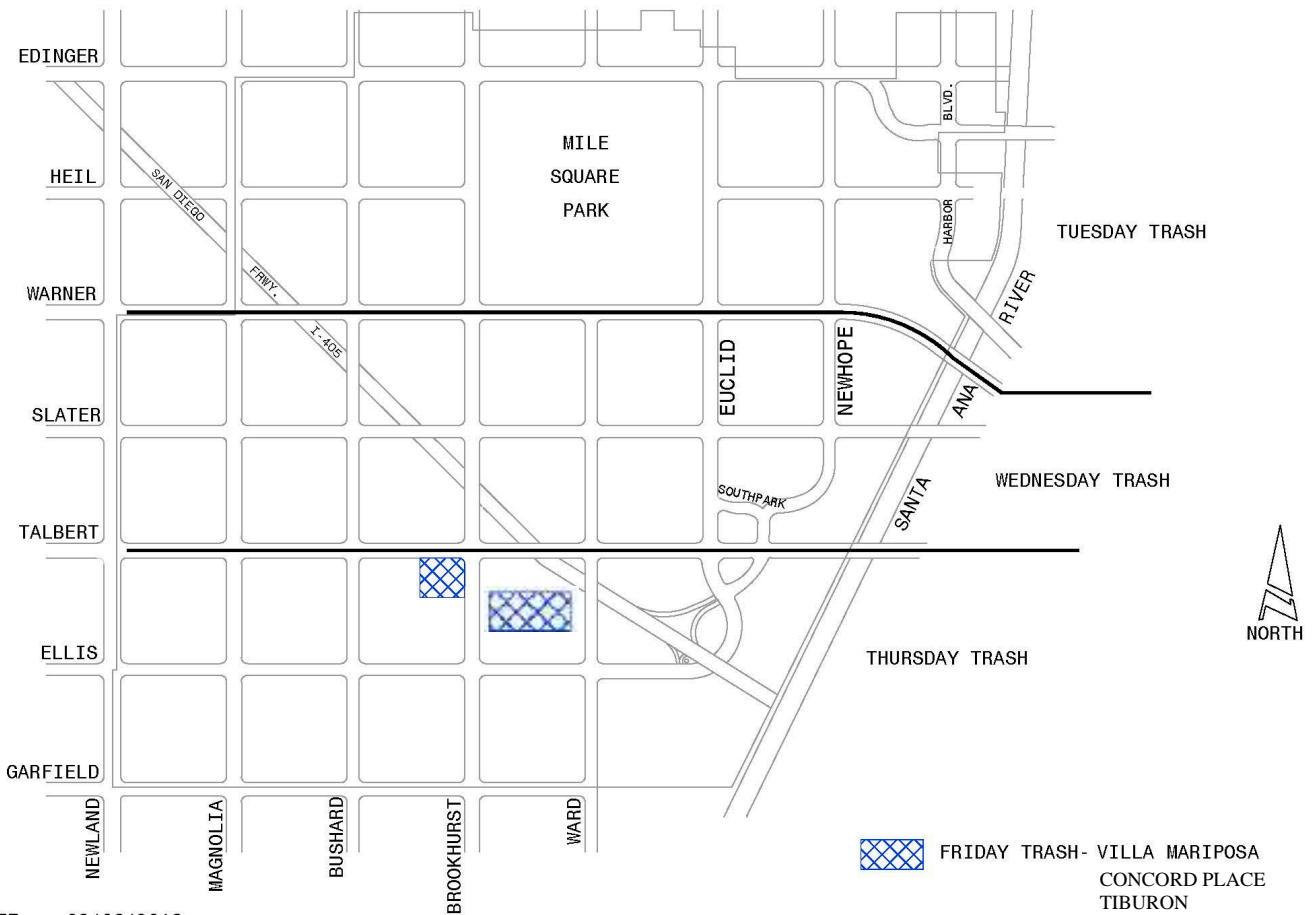 EDINGER
BLVD.
MILE
SQUARE
PARK
HEIL
SAN DIEGO
HARBOR
TUESDAY TRASH
FRWY.
WARNER
RIVER
I-405
EUCLID
NEWHOPE
ANA
SLATER
WEDNESDAY TRASH
SOUTHPARK
SANTA
TALBERT
NORTH
ELLIS
THURSDAY TRASH
GARFIELD
NEWLAND
MAGNOLIA
BUSHARD
BROOKHURST
WARD
FRIDAY TRASH- VILLA MARIPOSA
CONCORD PLACE
TIBURON